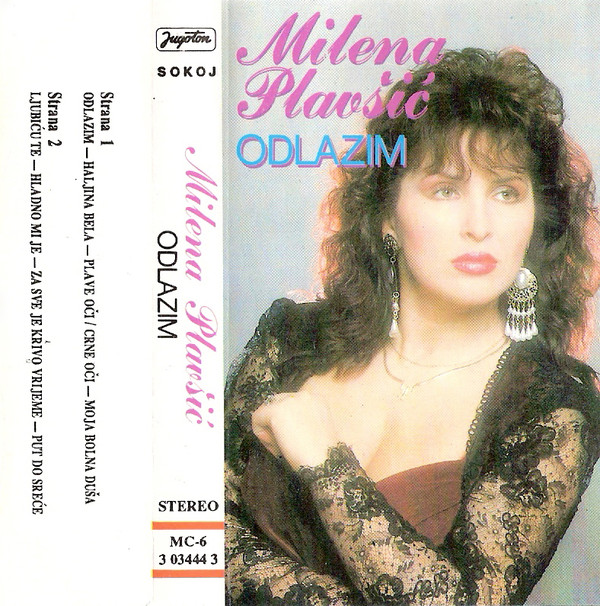 Strana 1
ODLAZIM — HALJINA BELA — PLAVE OČI / CRNE OČI — MOJA BOLNA DUŠA
Strana 2
LJUBIĆU TE — HLADNO MI JE — ZA SVE JE KRIVO VRIJEME — PUT DO SREĆE
Jugoton
SOKOJ
Milena Plavšić
ODLAZIM
STEREO
MC-6
3 03444 3
Milena
Plavšić
ODLAZIM